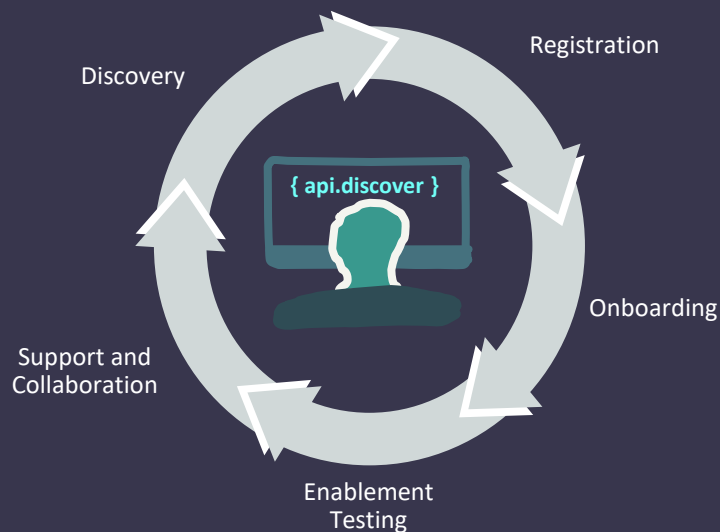 Registration
Discovery
{ api.discover }
Onboarding
Support and
Collaboration
Enablement
Testing